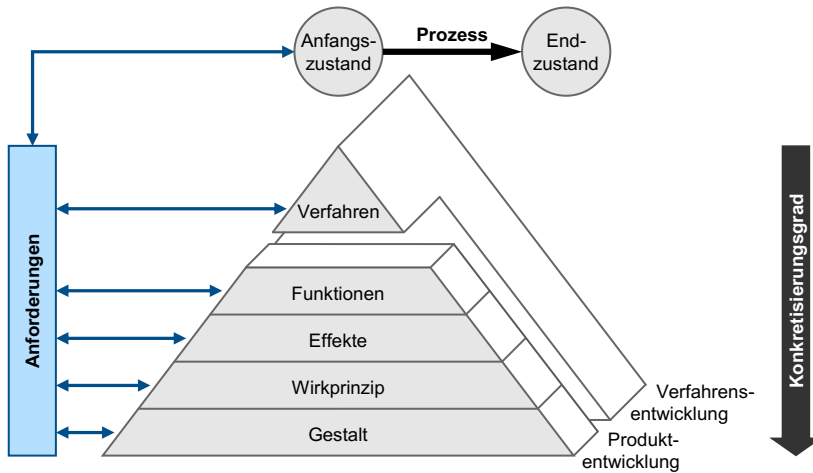 Anfangs-
zustand
Prozess
End-
zustand
Anforderungen
Verfahren
Funktionen
Effekte
Wirkprinzip
Gestalt
Verfahrens-
entwicklung
Produkt-
entwicklung
Konkretisierungsgrad